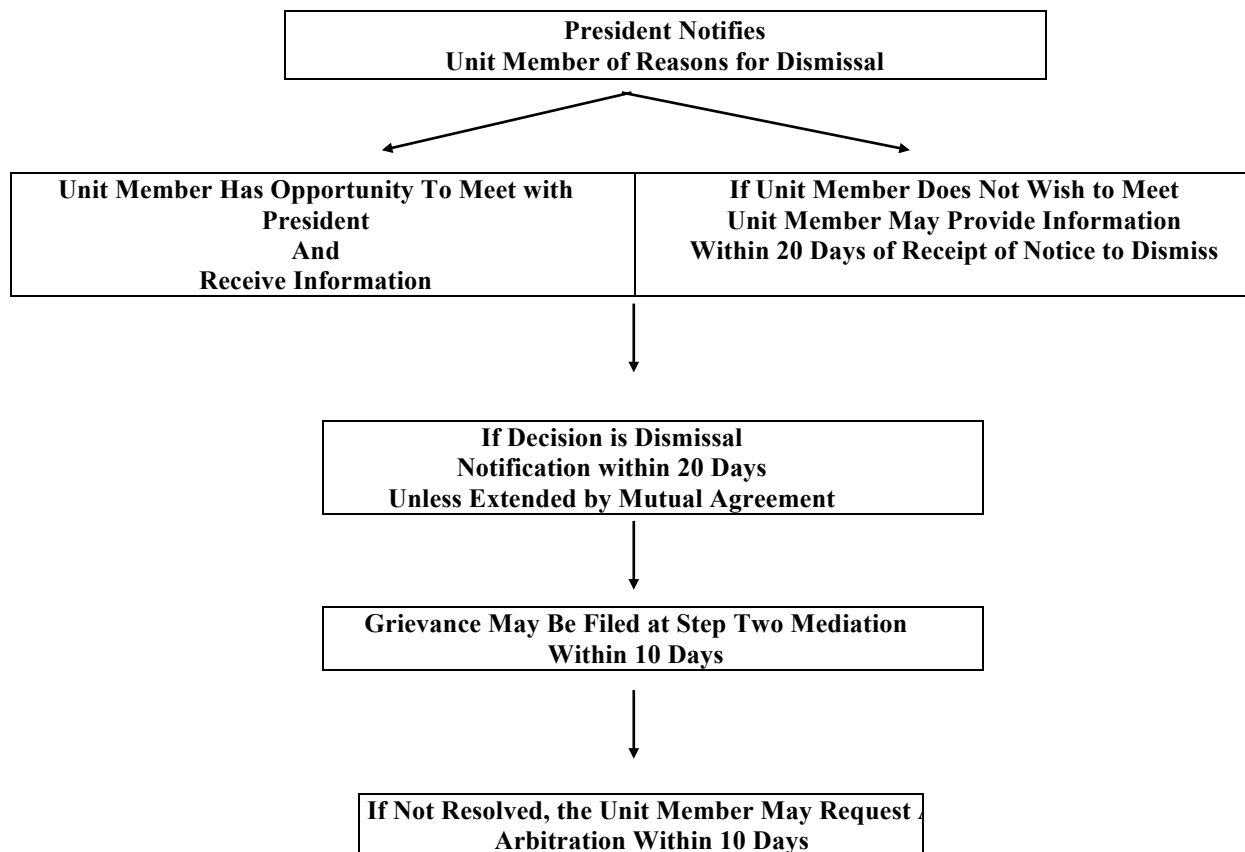 President Notifies
Unit Member of Reasons for Dismissal
Unit Member Has Opportunity To Meet with
President
And
Receive Information
If Unit Member Does Not Wish to Meet
Unit Member May Provide Information
Within 20 Days of Receipt of Notice to Dismiss
If Decision is Dismissal
Notification within 20 Days
Unless Extended by Mutual Agreement
Grievance May Be Filed at Step Two Mediation
Within 10 Days
If Not Resolved, the Unit Member May Request
Arbitration Within 10 Days